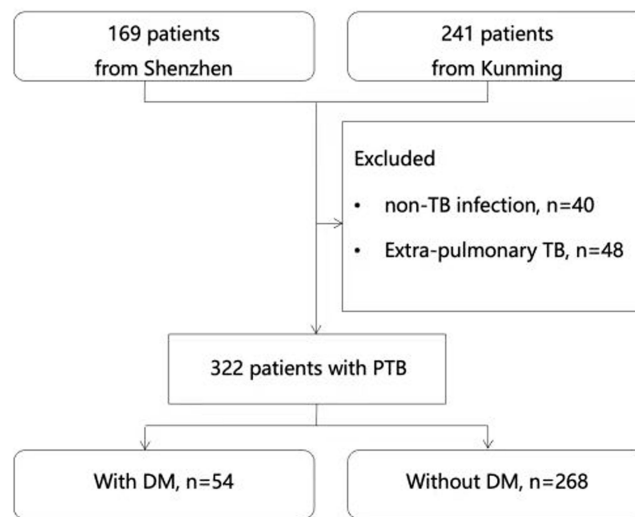 169 patients
from Shenzhen
241 patients
from Kunming
Excluded
• non-TB infection, n=40
• Extra-pulmonary TB, n=48
322 patients with PTB
With DM, n=54
Without DM, n=268